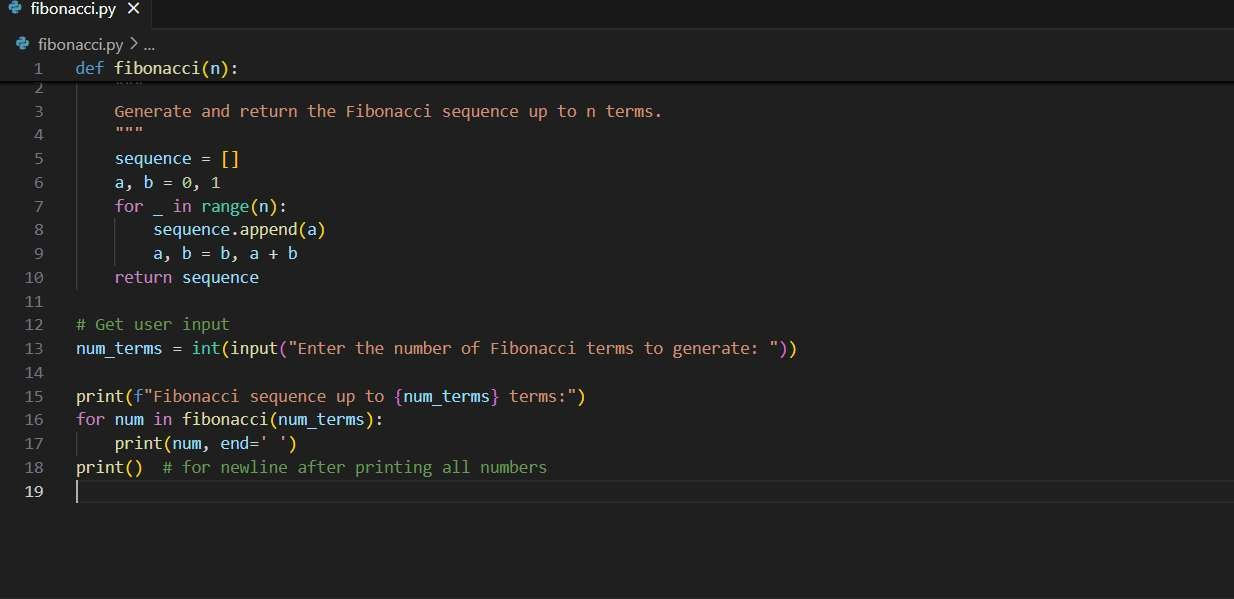 fibonacci.py ×
fibonacci.py > ...
1 def fibonacci(n):
2 """
3 Generate and return the Fibonacci sequence up to n terms.
4 """
5 sequence = []
6 a, b = 0, 1
7 for _ in range(n):
8 sequence.append(a)
9 a, b = b, a + b
10 return sequence
11
12 # Get user input
13 num_terms = int(input("Enter the number of Fibonacci terms to generate: "))
14
15 print(f"Fibonacci sequence up to {num_terms} terms:")
16 for num in fibonacci(num_terms):
17 print(num, end=' ')
18 print()  # for newline after printing all numbers
19